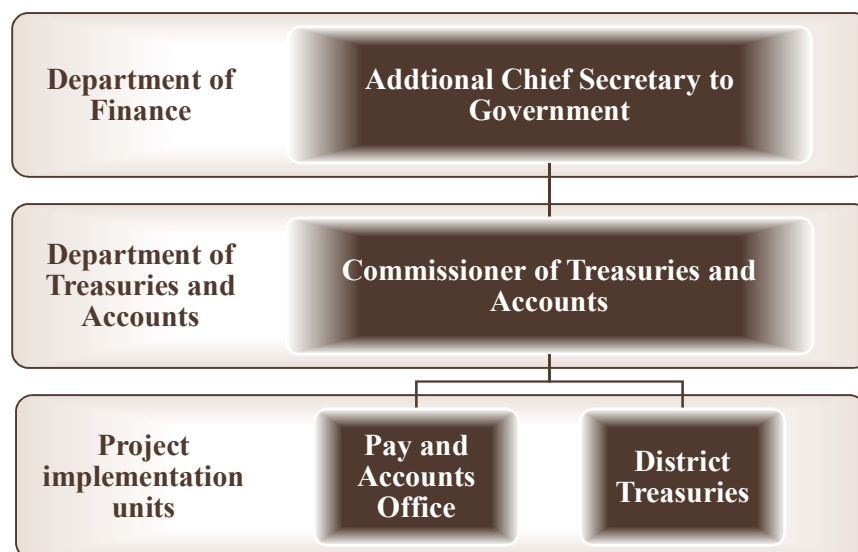 Department of
Finance
Addtional Chief Secretary to
Government
Department of
Treasuries and
Accounts
Commissioner of Treasuries and
Accounts
Project
implementation
units
Pay and
Accounts
Office
District
Treasuries